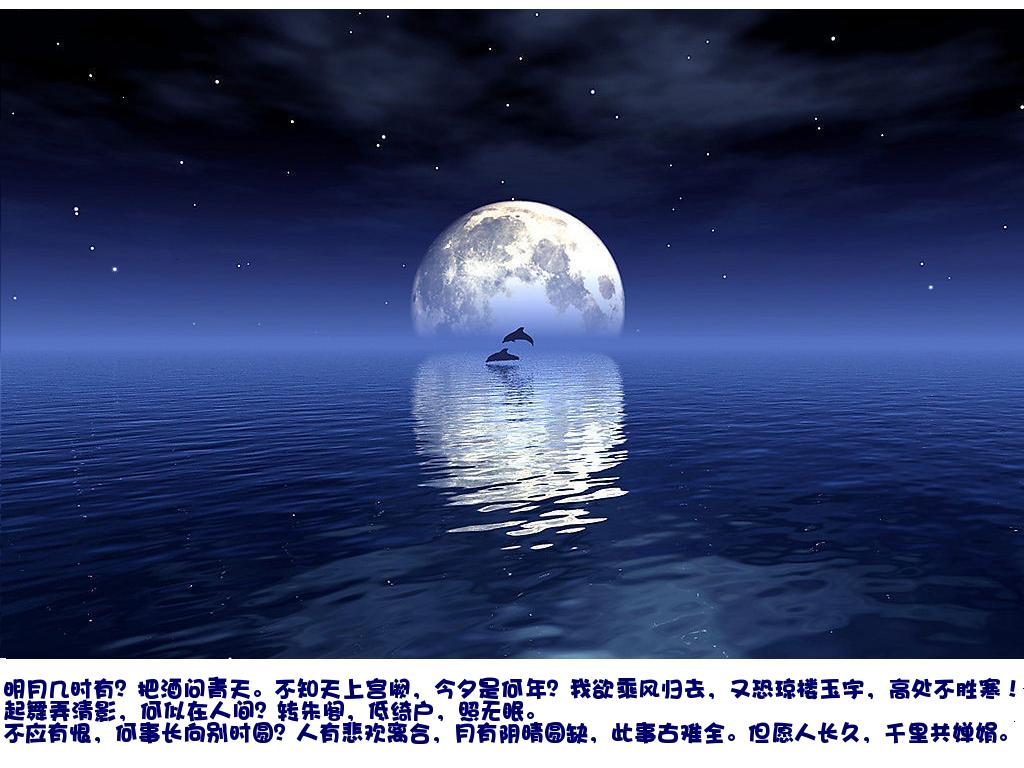 明月几时有？把酒问青天。不知天上宫阙，今夕是何年？我欲乘风归去，又恐琼楼玉宇，高处不胜寒！
起舞弄清影，何似在人间？转朱阁，低绮户，照无眠。
不应有恨，何事长向别时圆？人有悲欢离合，月有阴晴圆缺，此事古难全。但愿人长久，千里共婵娟。